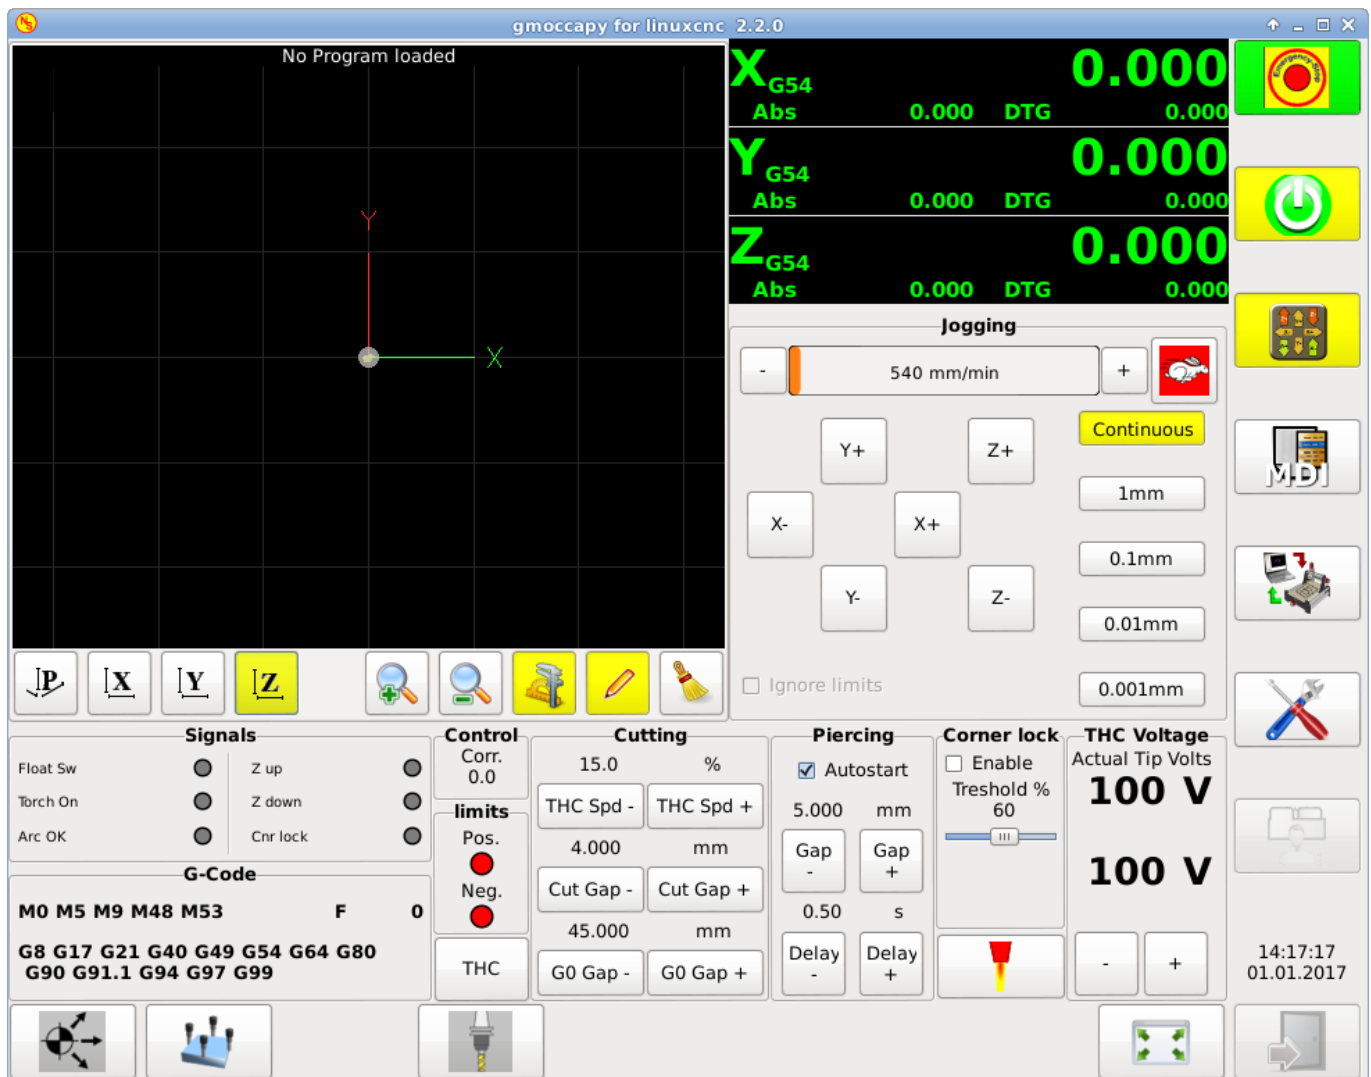 gmoccapy for linuxcnc 2.2.0
No Program loaded
Y
X
X G54 0.000
Abs 0.000 DTG 0.000
Y G54 0.000
Abs 0.000 DTG 0.000
Z G54 0.000
Abs 0.000 DTG 0.000
Emergency-Stop
Jogging
- 540 mm/min +
Continuous
Y+ Z+
1mm
X- X+
0.1mm
Y- Z-
0.01mm
Ignore limits
0.001mm
MDI
P X Y Z
Signals
Float Sw Z up
Torch On Z down
Arc OK Cnr lock
G-Code
M0 M5 M9 M48 M53 F 0
G8 G17 G21 G40 G49 G54 G64 G80
G90 G91.1 G94 G97 G99
Control
Corr.
0.0
limits
Pos.
Neg.
THC
Cutting
15.0 %
THC Spd - THC Spd +
4.000 mm
Cut Gap - Cut Gap +
45.000 mm
G0 Gap - G0 Gap +
Piercing
Autostart
5.000 mm
Gap - Gap +
0.50 s
Delay - Delay +
Corner lock
Enable
Treshold %
60
THC Voltage
Actual Tip Volts
100 V
100 V
- +
14:17:17
01.01.2017